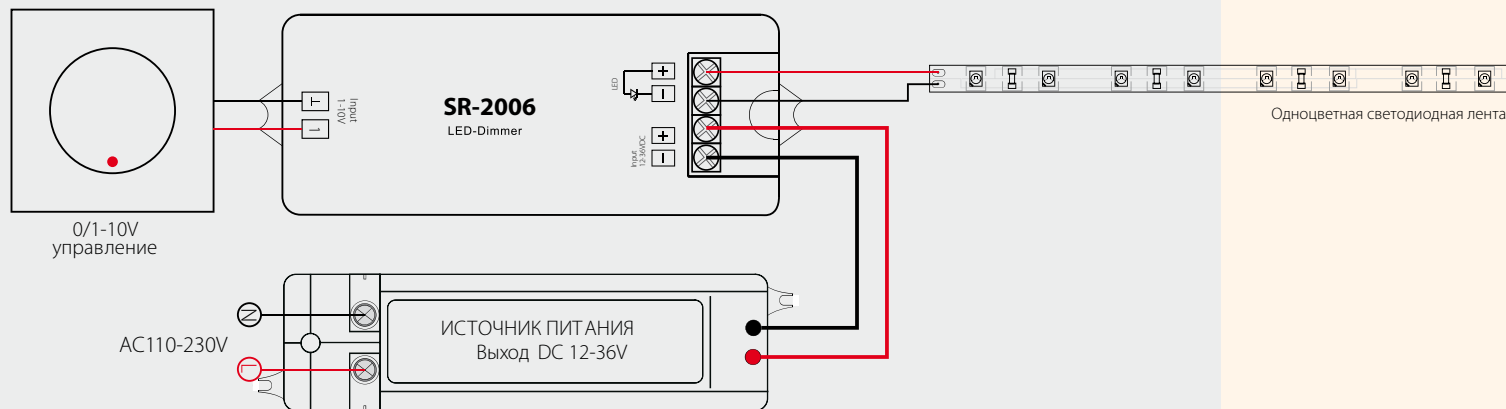 SR-2006
LED-Dimmer
Input
1-10V
1
LED
+
−
Input
12-36VDC
+
−
Одноцветная светодиодная лента
0/1-10V
управление
N
AC110-230V
L
ИСТОЧНИК ПИТАНИЯ
Выход DC 12-36V